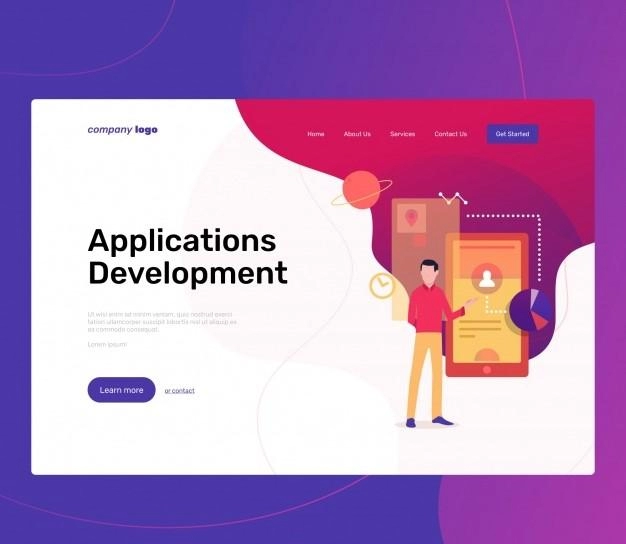 company logo
Home About Us Services Contact Us Get Started
Applications
Development
Ut wisi enim ad minim veniam, quis nostrud
exerci tation ullamcorper suscipit lobortis nisl ut
aliquip ex ea commodo consequat.
Lorem ipsum!
Learn more or contact